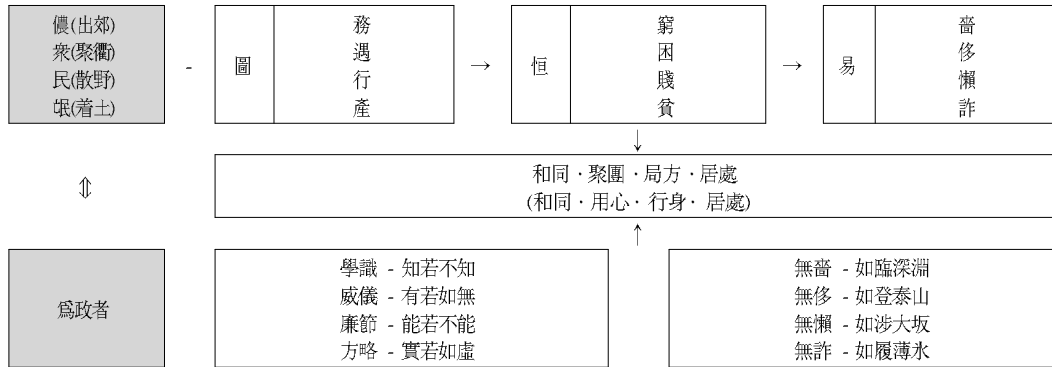 儂(出郊)
衆(聚衢)
民(散野)
氓(着土)
-
圖
務
遇
行
產
→
恒
窮
困
賤
貧
→
易
嗇
侈
懶
詐
↓
⇕
和同·聚團·局方·居處
(和同·用心·行身· 居處)
↑
爲政者
學識 - 知若不知
威儀 - 有若如無
廉節 - 能若不能
方略 - 實若如虛
無嗇 - 如臨深淵
無侈 - 如登泰山
無懶 - 如涉大坂
無詐 - 如履薄氷